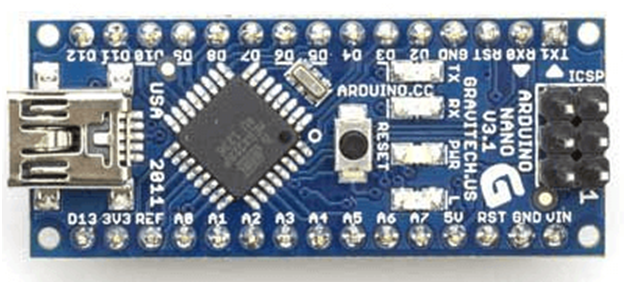 D12 D11 D10 D9 D8 D7 D6 D5 D4 D3 D2 GND RST RX0 TX1
ICSP
TX
RX
PWR
L
ARDUINO.CC
RESET
GRAVITECH.US
ARDUINO
NANO
V3.1
USA 2011
G
1
D13 3V3 REF A0 A1 A2 A3 A4 A5 A6 A7 5V RST GND VIN